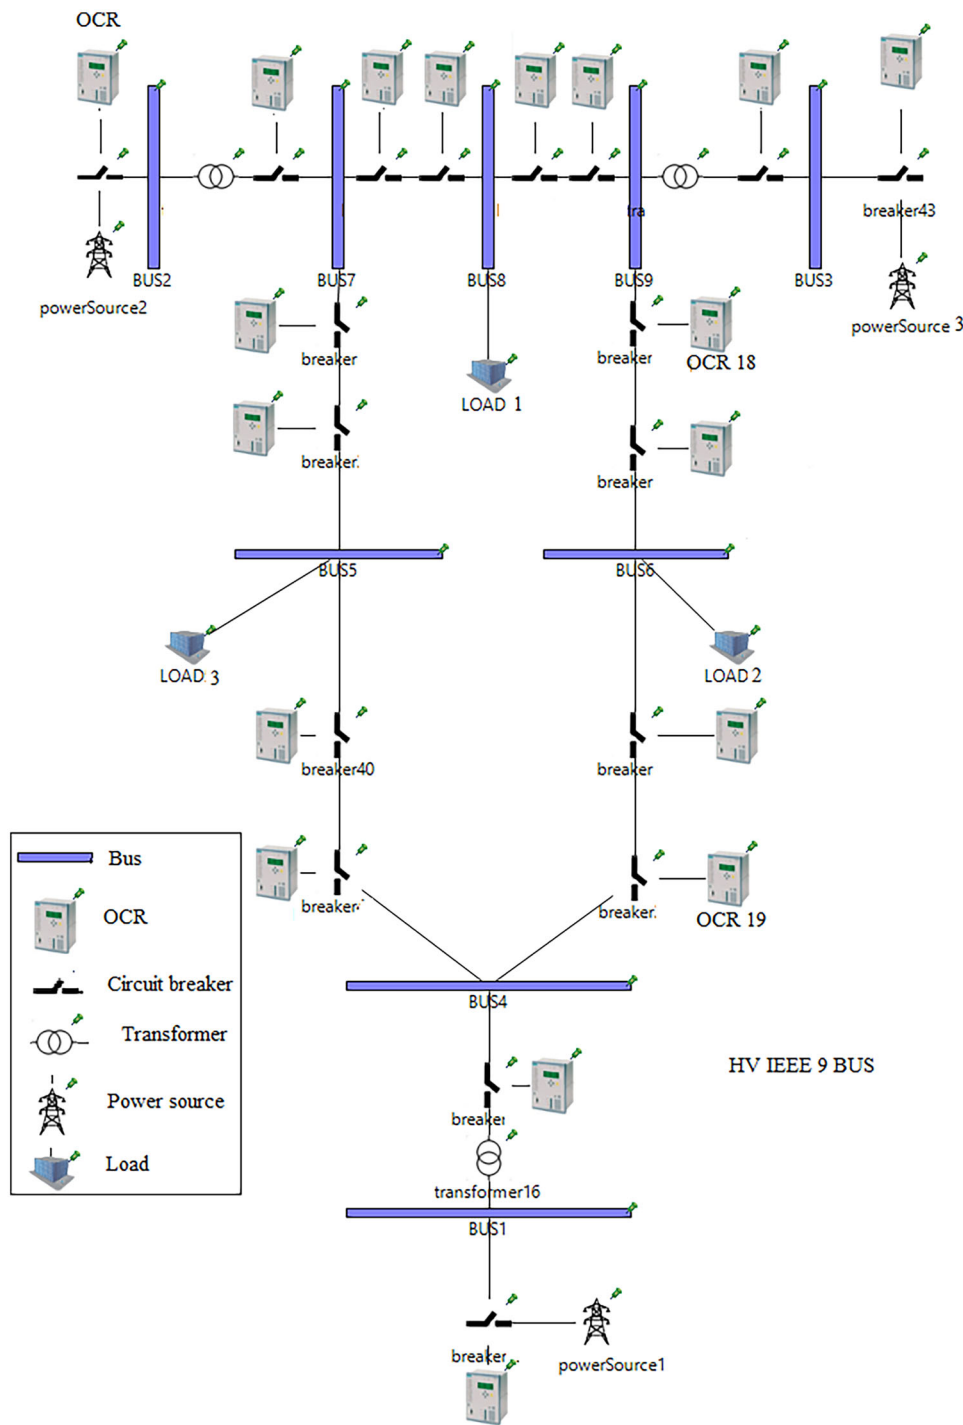 OCR
tra
breaker43
BUS2
BUS7
BUS8
BUS9
BUS3
powerSource2
powerSource 3
breaker
breaker
OCR 18
LOAD 1
breaker
breaker
BUS5
BUS6
LOAD 3
LOAD 2
breaker40
breaker
breaker
breaker
OCR 19
Bus
OCR
Circuit breaker
Transformer
Power source
Load
BUS4
HV IEEE 9 BUS
breaker
transformer16
BUS1
breaker
powerSource1